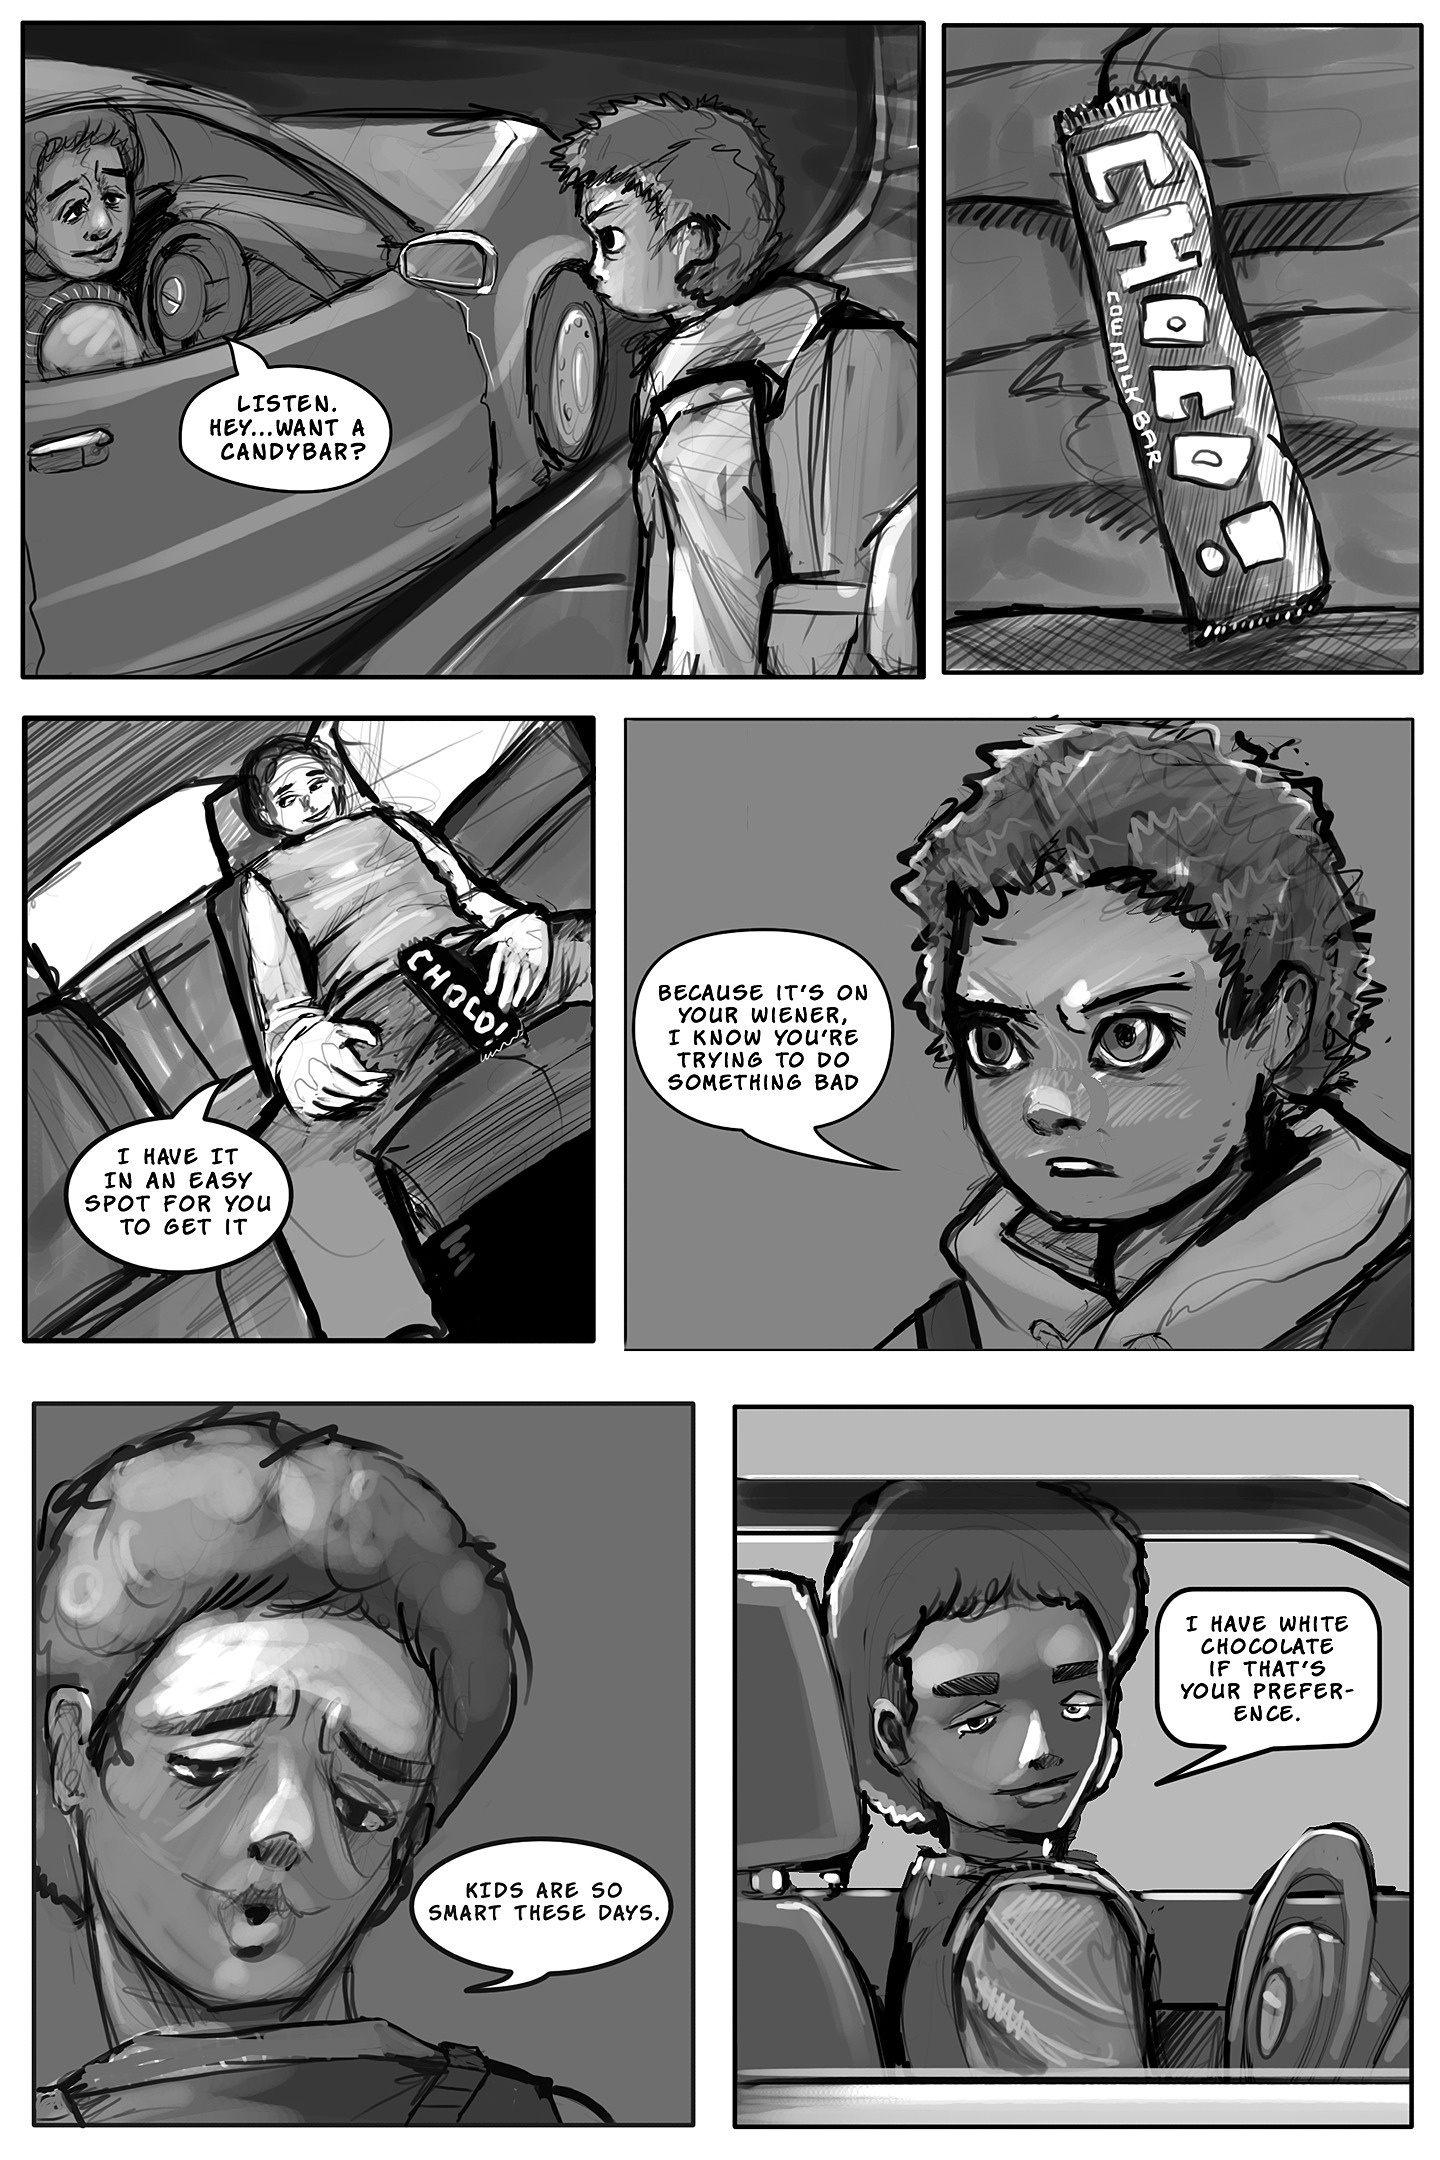 LISTEN.
HEY...WANT A
CANDYBAR?
CHOCO!
COE MILK BAR
CHOCO!
I HAVE IT
IN AN EASY
SPOT FOR YOU
TO GET IT
BECAUSE IT'S ON
YOUR WIENER,
I KNOW YOU'RE
TRYING TO DO
SOMETHING BAD
KIDS ARE SO
SMART THESE DAYS.
I HAVE WHITE
CHOCOLATE
IF THAT'S
YOUR PREFER-
ENCE.